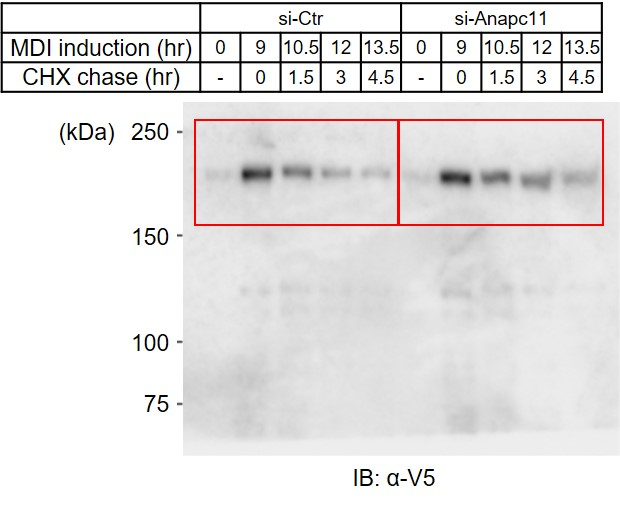 si-Ctr si-Anapc11
MDI induction (hr) 0 9 10.5 12 13.5 0 9 10.5 12 13.5
CHX chase (hr) - 0 1.5 3 4.5 - 0 1.5 3 4.5
(kDa) 250
150
100
75
IB: α-V5